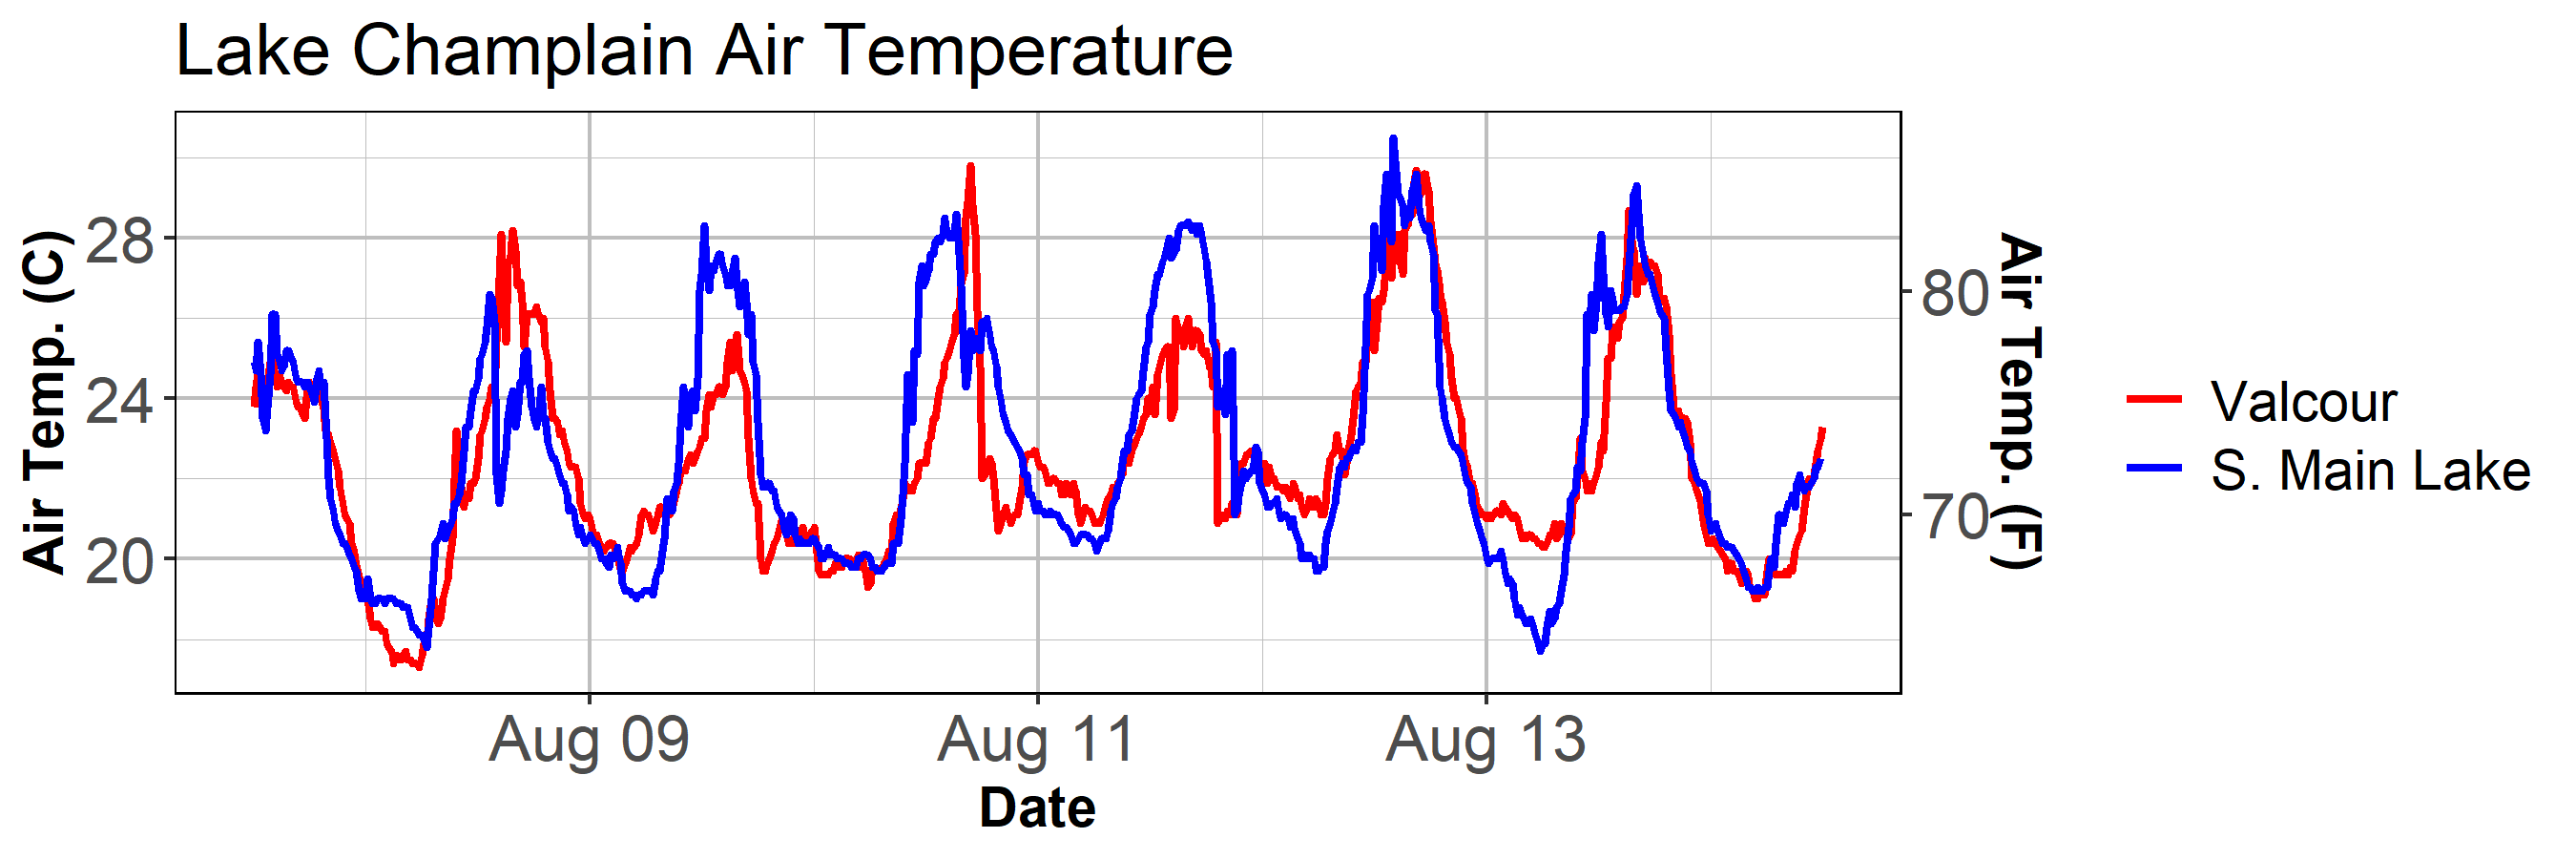 Lake Champlain Air Temperature
Air Temp. (C)
28
24
20
80
70
Air Temp. (F)
Valcour
S. Main Lake
Aug 09
Aug 11
Aug 13
Date